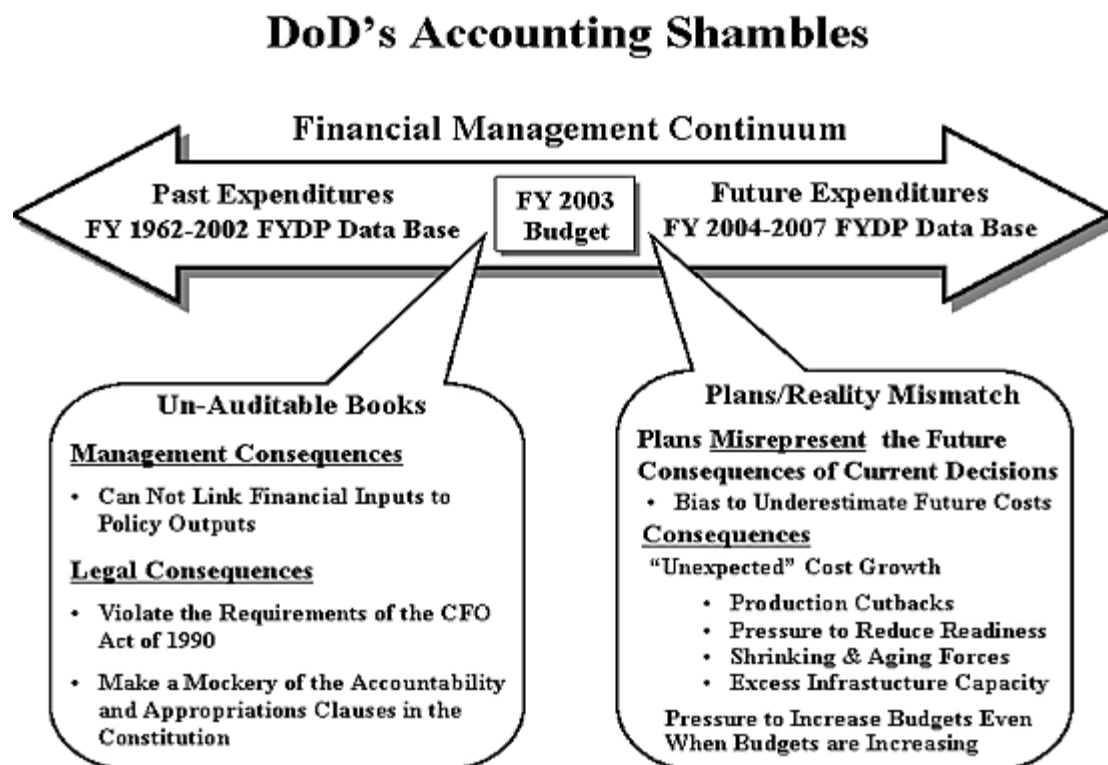 DoD's Accounting Shambles
Financial Management Continuum
Past Expenditures
FY 1962-2002 FYDP Data Base
FY 2003
Budget
Future Expenditures
FY 2004-2007 FYDP Data Base
Un-Auditable Books
Management Consequences
• Can Not Link Financial Inputs to
Policy Outputs
Legal Consequences
• Violate the Requirements of the CFO
Act of 1990
• Make a Mockery of the Accountability
and Appropriations Clauses in the
Constitution
Plans/Reality Mismatch
Plans Misrepresent the Future
Consequences of Current Decisions
• Bias to Underestimate Future Costs
Consequences
"Unexpected" Cost Growth
• Production Cutbacks
• Pressure to Reduce Readiness
• Shrinking & Aging Forces
• Excess Infrastucture Capacity
Pressure to Increase Budgets Even
When Budgets are Increasing